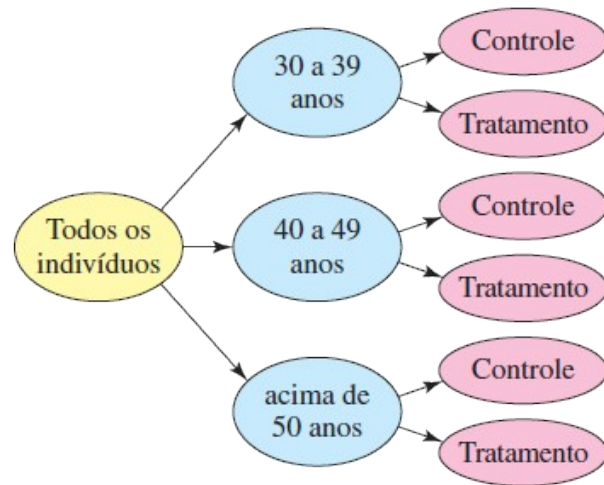 Todos os
indivíduos
30 a 39
anos
Controle
Tratamento
40 a 49
anos
Controle
Tratamento
acima de
50 anos
Controle
Tratamento